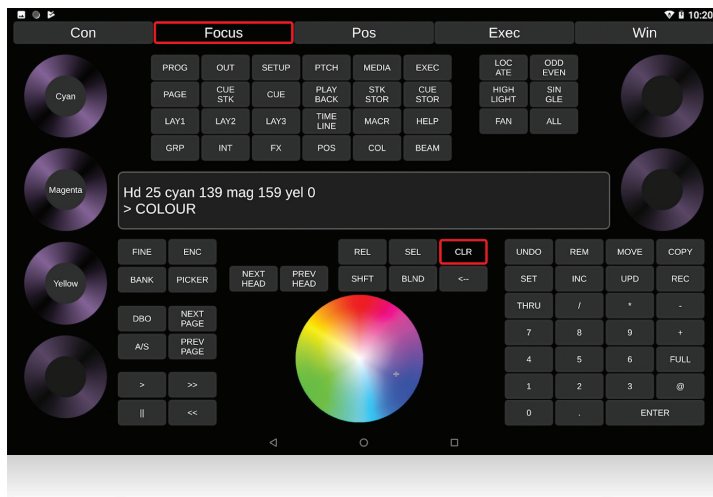 10:20
Con Focus Pos Exec Win
PROG OUT SETUP PTCH MEDIA EXEC
LOC
ATE
ODD
EVEN
Cyan
PAGE
CUE
STK
CUE
PLAY
BACK
STK
STOR
CUE
STOR
HIGH
LIGHT
SIN
GLE
LAY1 LAY2 LAY3
TIME
LINE
MACR HELP
FAN ALL
GRP INT FX POS COL BEAM
Magenta
Hd 25 cyan 139 mag 159 yel 0
> COLOUR
FINE ENC
REL SEL CLR
UNDO REM MOVE COPY
Yellow
BANK PICKER
NEXT
HEAD
PREV
HEAD
SHFT BLND <--
SET INC UPD REC
DBO
NEXT
PAGE
THRU / * -
A/S
PREV
PAGE
7 8 9 +
4 5 6 FULL
> >>
1 2 3 @
|| <<
0 . ENTER